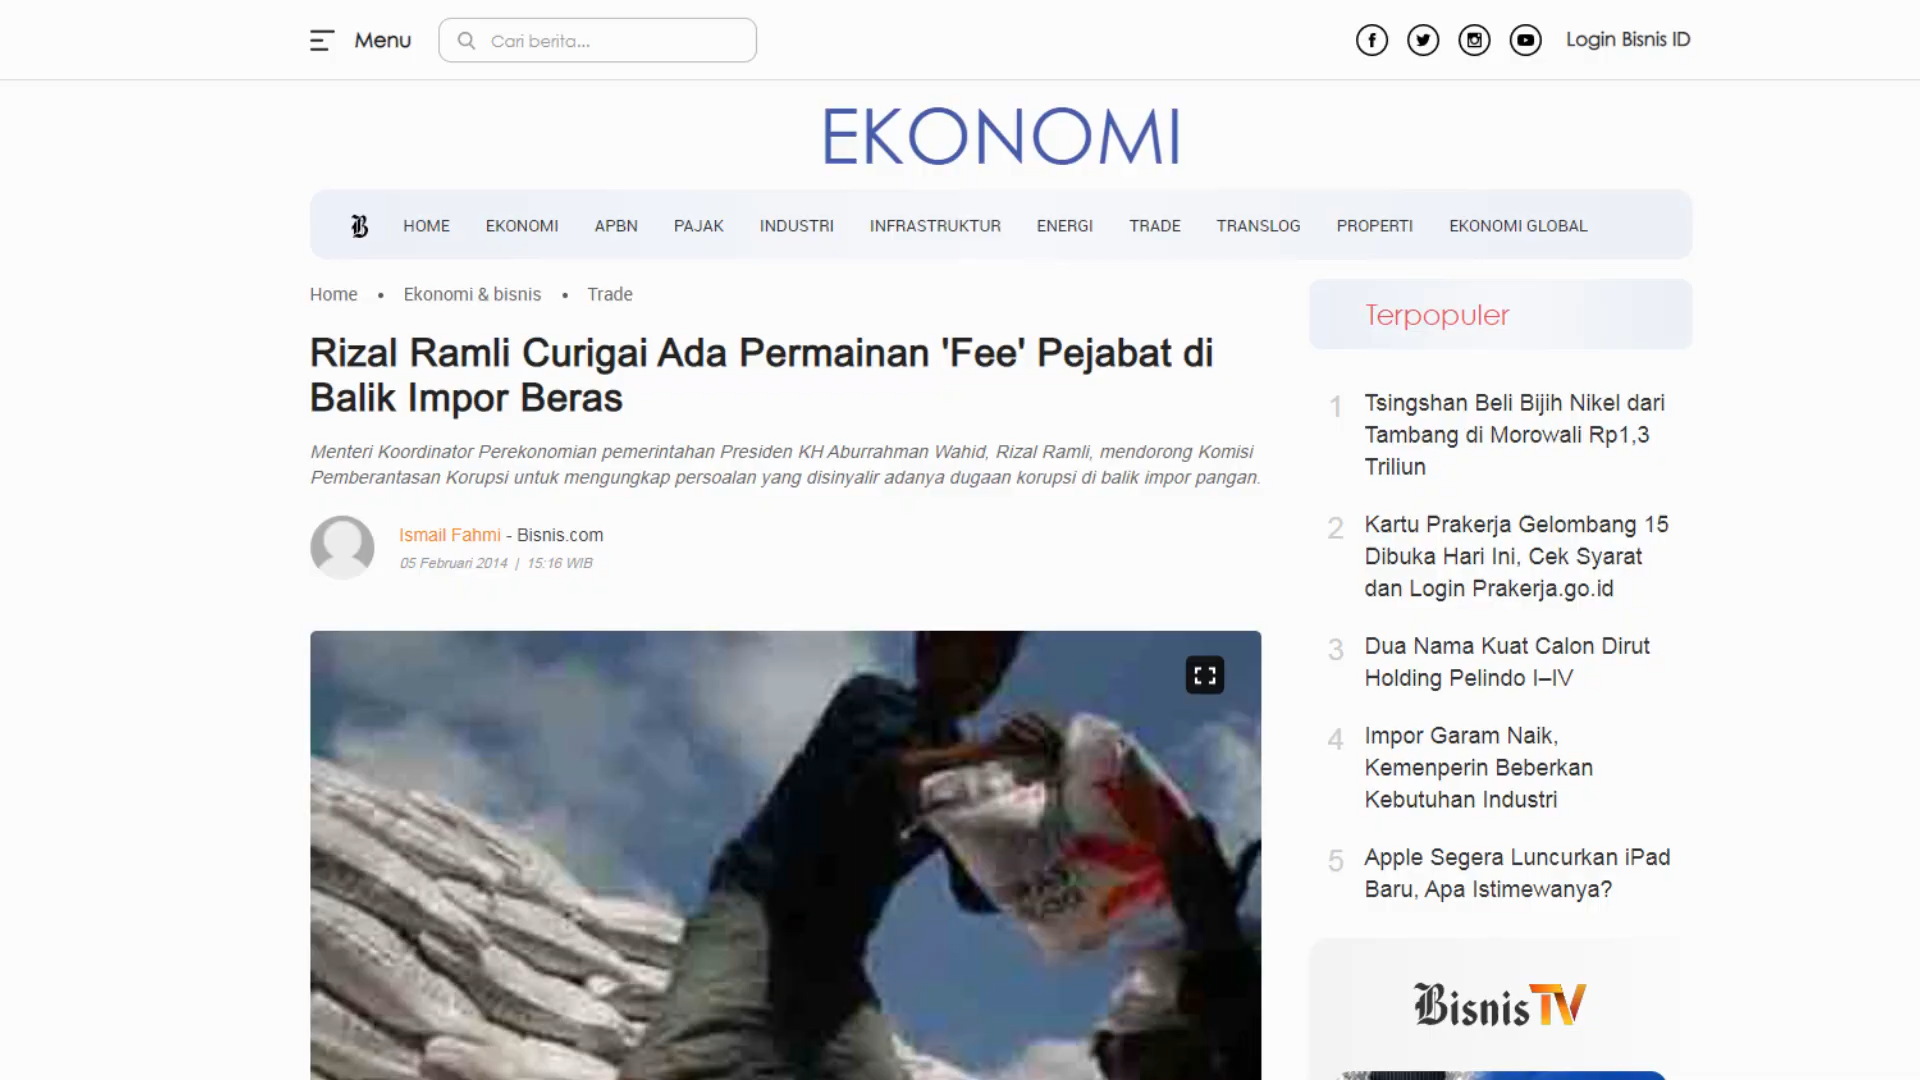 Menu
Cari berita...
Login Bisnis ID
EKONOMI
B HOME EKONOMI APBN PAJAK INDUSTRI INFRASTRUKTUR ENERGI TRADE TRANSLOG PROPERTI EKONOMI GLOBAL
Home • Ekonomi & bisnis • Trade
Rizal Ramli Curigai Ada Permainan 'Fee' Pejabat di
Balik Impor Beras
Menteri Koordinator Perekonomian pemerintahan Presiden KH Aburrahman Wahid, Rizal Ramli, mendorong Komisi
Pemberantasan Korupsi untuk mengungkap persoalan yang disinyalir adanya dugaan korupsi di balik impor pangan.
Ismail Fahmi - Bisnis.com
05 Februari 2014 | 15:16 WIB
Terpopuler
1 Tsingshan Beli Bijih Nikel dari
Tambang di Morowali Rp1,3
Triliun
2 Kartu Prakerja Gelombang 15
Dibuka Hari Ini, Cek Syarat
dan Login Prakerja.go.id
3 Dua Nama Kuat Calon Dirut
Holding Pelindo I–IV
4 Impor Garam Naik,
Kemenperin Beberkan
Kebutuhan Industri
5 Apple Segera Luncurkan iPad
Baru, Apa Istimewanya?
Bisnis TV